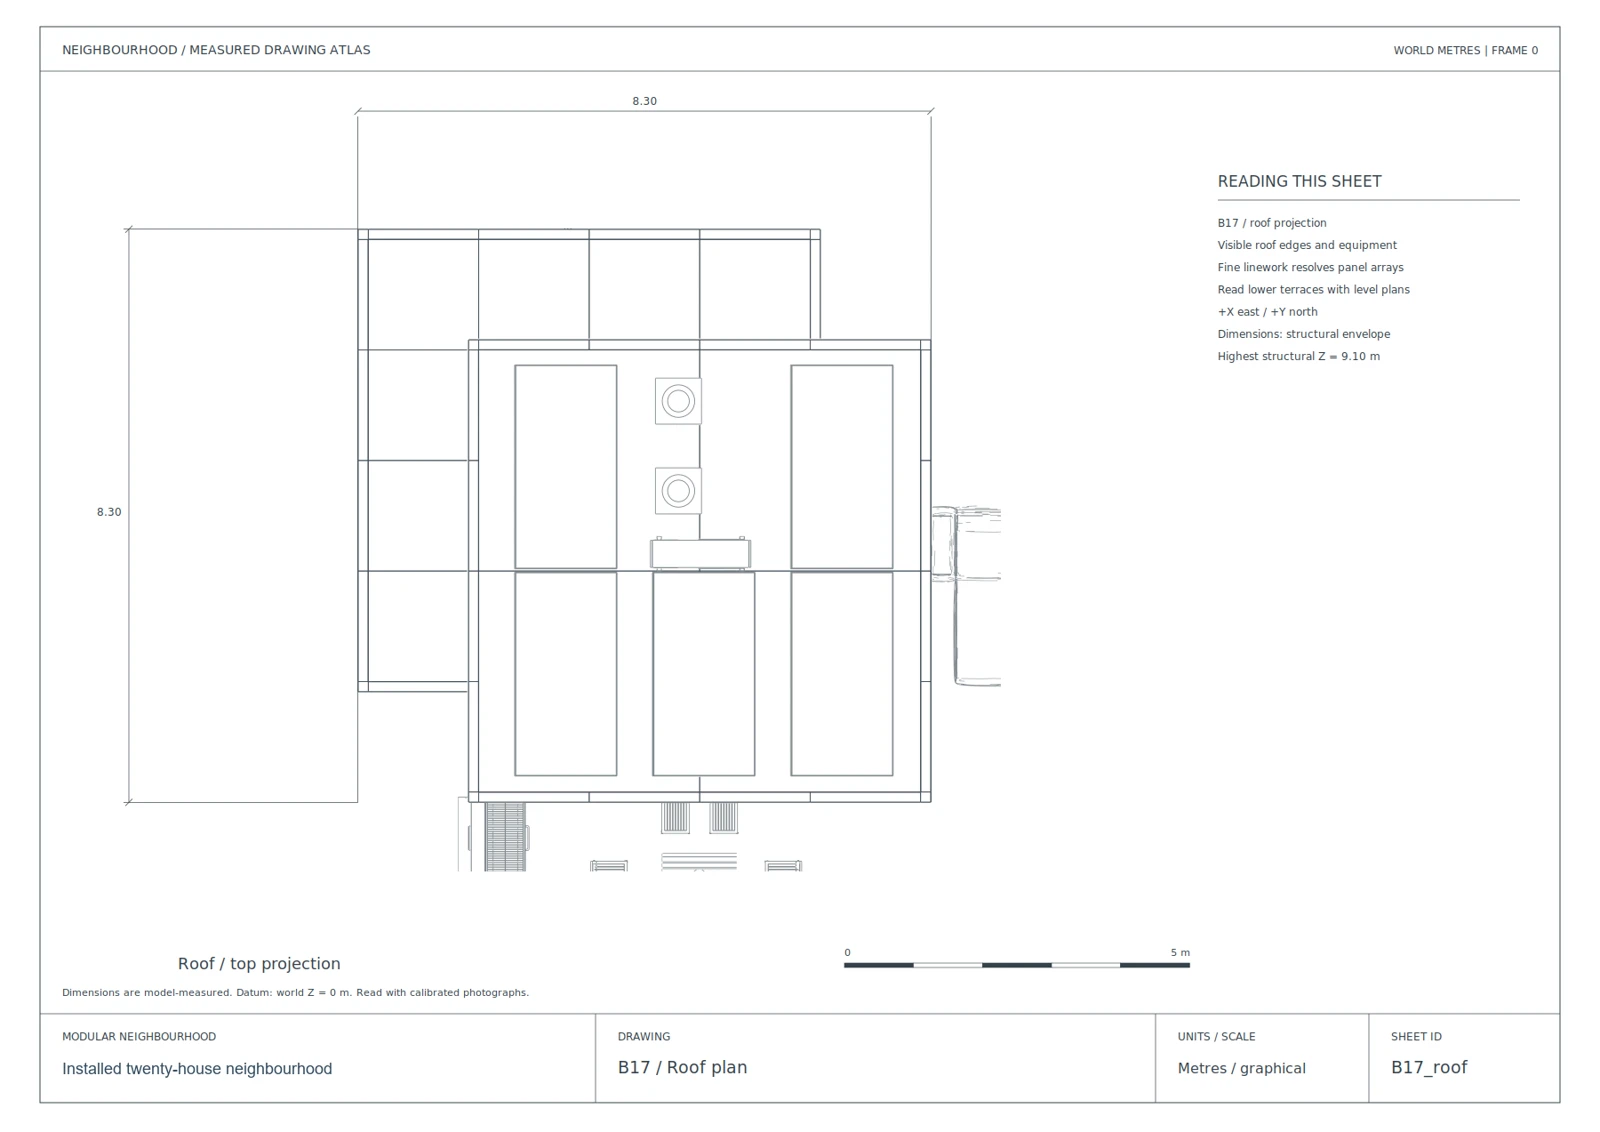 NEIGHBOURHOOD / MEASURED DRAWING ATLAS
WORLD METRES | FRAME 0
8.30
READING THIS SHEET
B17 / roof projection
Visible roof edges and equipment
Fine linework resolves panel arrays
Read lower terraces with level plans
+X east / +Y north
Dimensions: structural envelope
Highest structural Z = 9.10 m
8.30
0
5 m
Roof / top projection
Dimensions are model-measured. Datum: world Z = 0 m. Read with calibrated photographs.
MODULAR NEIGHBOURHOOD
Installed twenty-house neighbourhood
DRAWING
B17 / Roof plan
UNITS / SCALE
Metres / graphical
SHEET ID
B17_roof